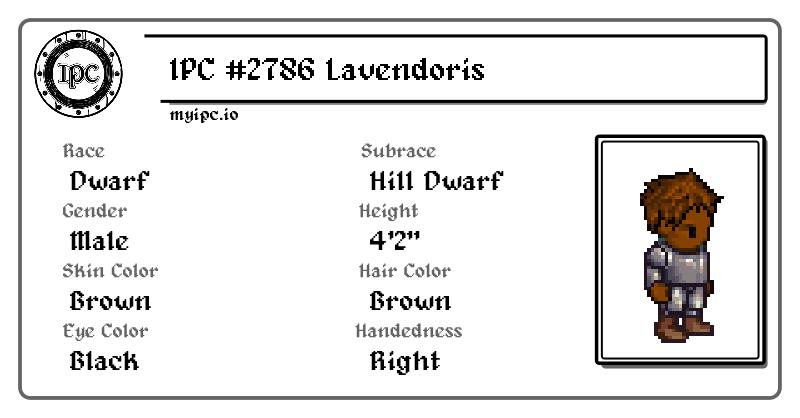 IPC
IPC #2786 Lavendoris
myipc.io
Race
Dwarf
Subrace
Hill Dwarf
Gender
Male
Height
4'2"
Skin Color
Brown
Hair Color
Brown
Eye Color
Black
Handedness
Right